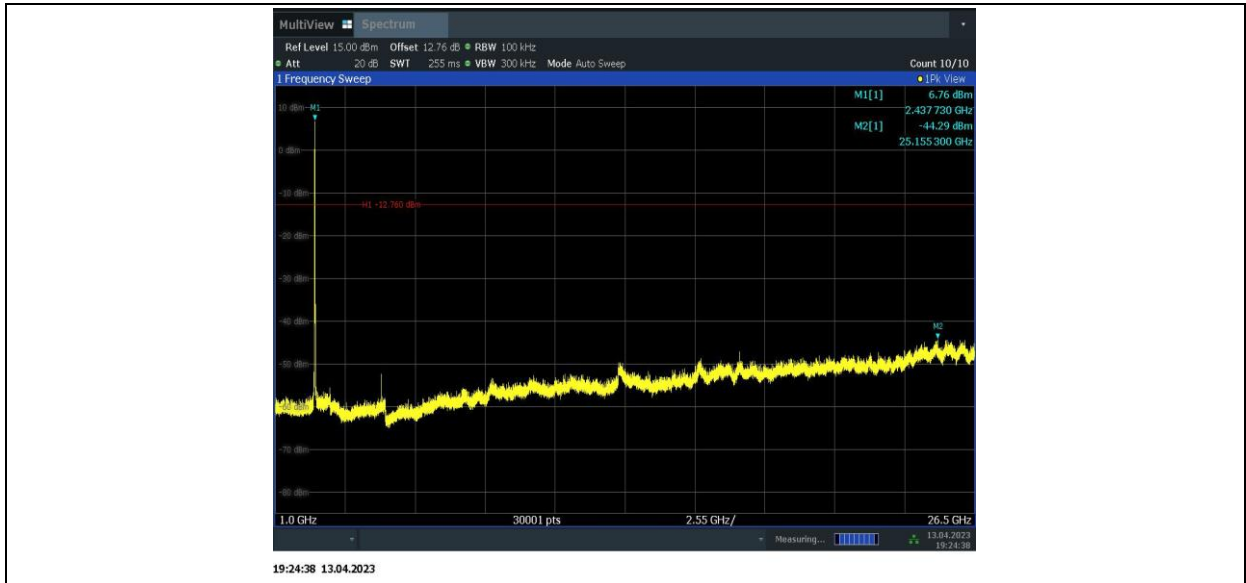 MultiView Spectrum
Ref Level 15.00 dBm Offset 12.76 dB RBW 100 kHz
Att 20 dB SWT 255 ms VBW 300 kHz Mode Auto Sweep Count 10/10
1 Frequency Sweep 1Pk View
M1[1] 6.76 dBm
2.437 730 GHz
M2[1] -44.29 dBm
25.155 300 GHz
10 dBm M1
0 dBm
-10 dBm
H1 -12.760 dBm
-20 dBm
-30 dBm
-40 dBm
M2
-50 dBm
-60 dBm
-70 dBm
-80 dBm
1.0 GHz 30001 pts 2.55 GHz/ 26.5 GHz
Measuring... 13.04.2023
19:24:38
19:24:38 13.04.2023